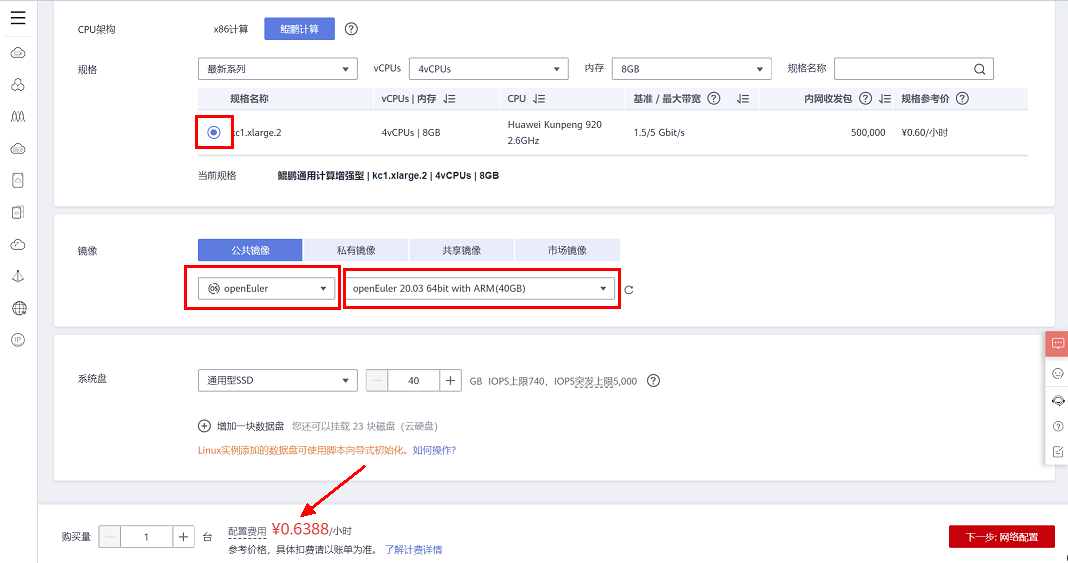 CPU架构 x86计算 鲲鹏计算 ?
规格 最新系列 vCPUs 4vCPUs 内存 8GB 规格名称
规格名称 vCPUs | 内存 CPU 基准 / 最大带宽 ? 内网收发包 ? 规格参考价 ?
kc1.xlarge.2 4vCPUs | 8GB Huawei Kunpeng 920 1.5/5 Gbit/s 500,000 ¥0.60/小时
2.6GHz
当前规格 鲲鹏通用计算增强型 | kc1.xlarge.2 | 4vCPUs | 8GB
镜像 公共镜像 私有镜像 共享镜像 市场镜像
openEuler openEuler 20.03 64bit with ARM(40GB)
系统盘 通用型SSD 40 GB IOPS上限740，IOPS突发上限5,000 ?
增加一块数据盘 您还可以挂载 23 块磁盘（云硬盘）
Linux实例添加的数据盘可使用脚本向导式初始化。如何操作?
购买量 1 台 配置费用 ¥0.6388/小时
参考价格，具体扣费请以账单为准。 了解计费详情
下一步: 网络配置